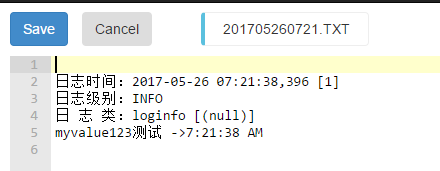 Save Cancel 201705260721.TXT
1
2 日志时间：2017-05-26 07:21:38,396 [1]
3 日志级别：INFO
4 日 志 类：loginfo [(null)]
5 myvalue123测试 ->7:21:38 AM
6